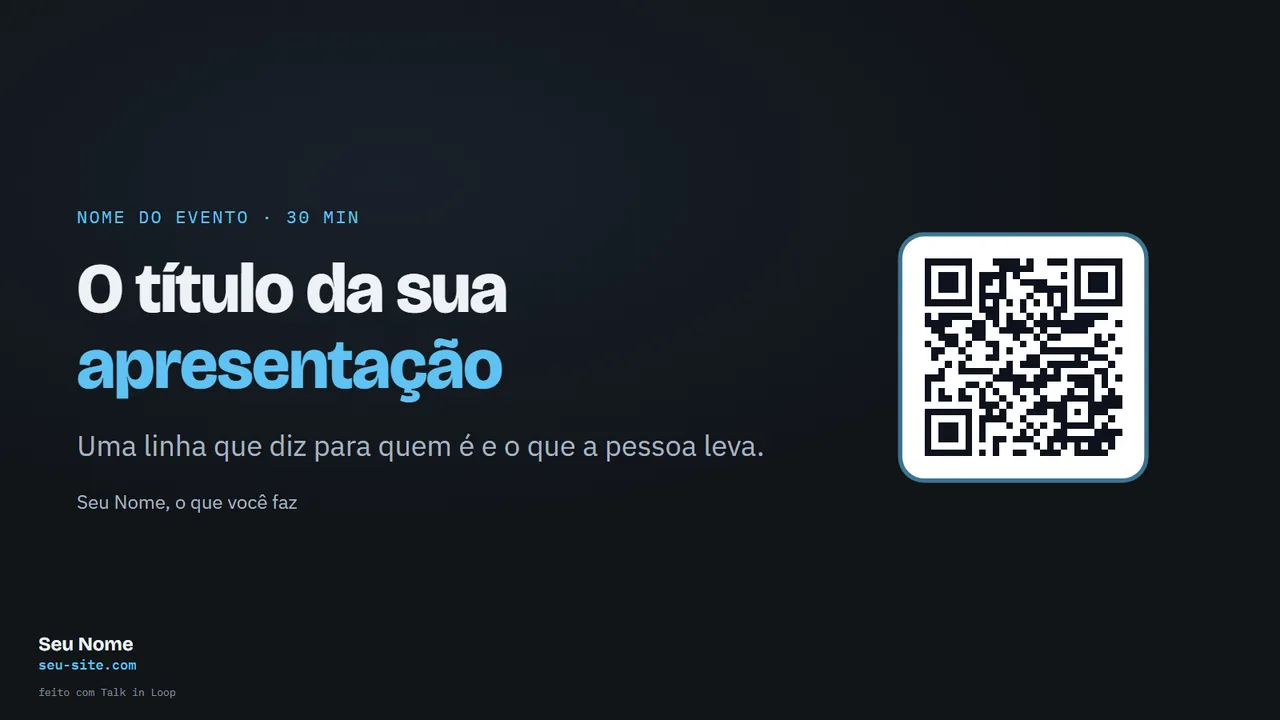 NOME DO EVENTO · 30 MIN
O título da sua
apresentação
Uma linha que diz para quem é e o que a pessoa leva.
Seu Nome, o que você faz
Seu Nome
seu-site.com
feito com Talk in Loop